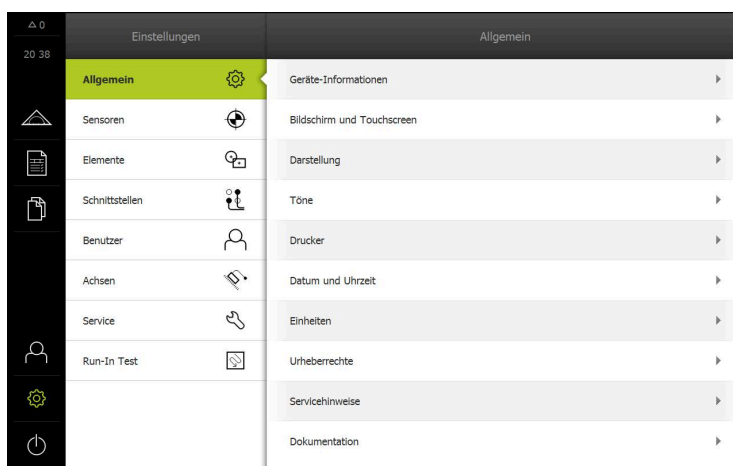 △ 0
20 38
Einstellungen
Allgemein
Sensoren
Elemente
Schnittstellen
Benutzer
Achsen
Service
Run-In Test
Allgemein
Geräte-Informationen
Bildschirm und Touchscreen
Darstellung
Töne
Drucker
Datum und Uhrzeit
Einheiten
Urheberrechte
Servicehinweise
Dokumentation